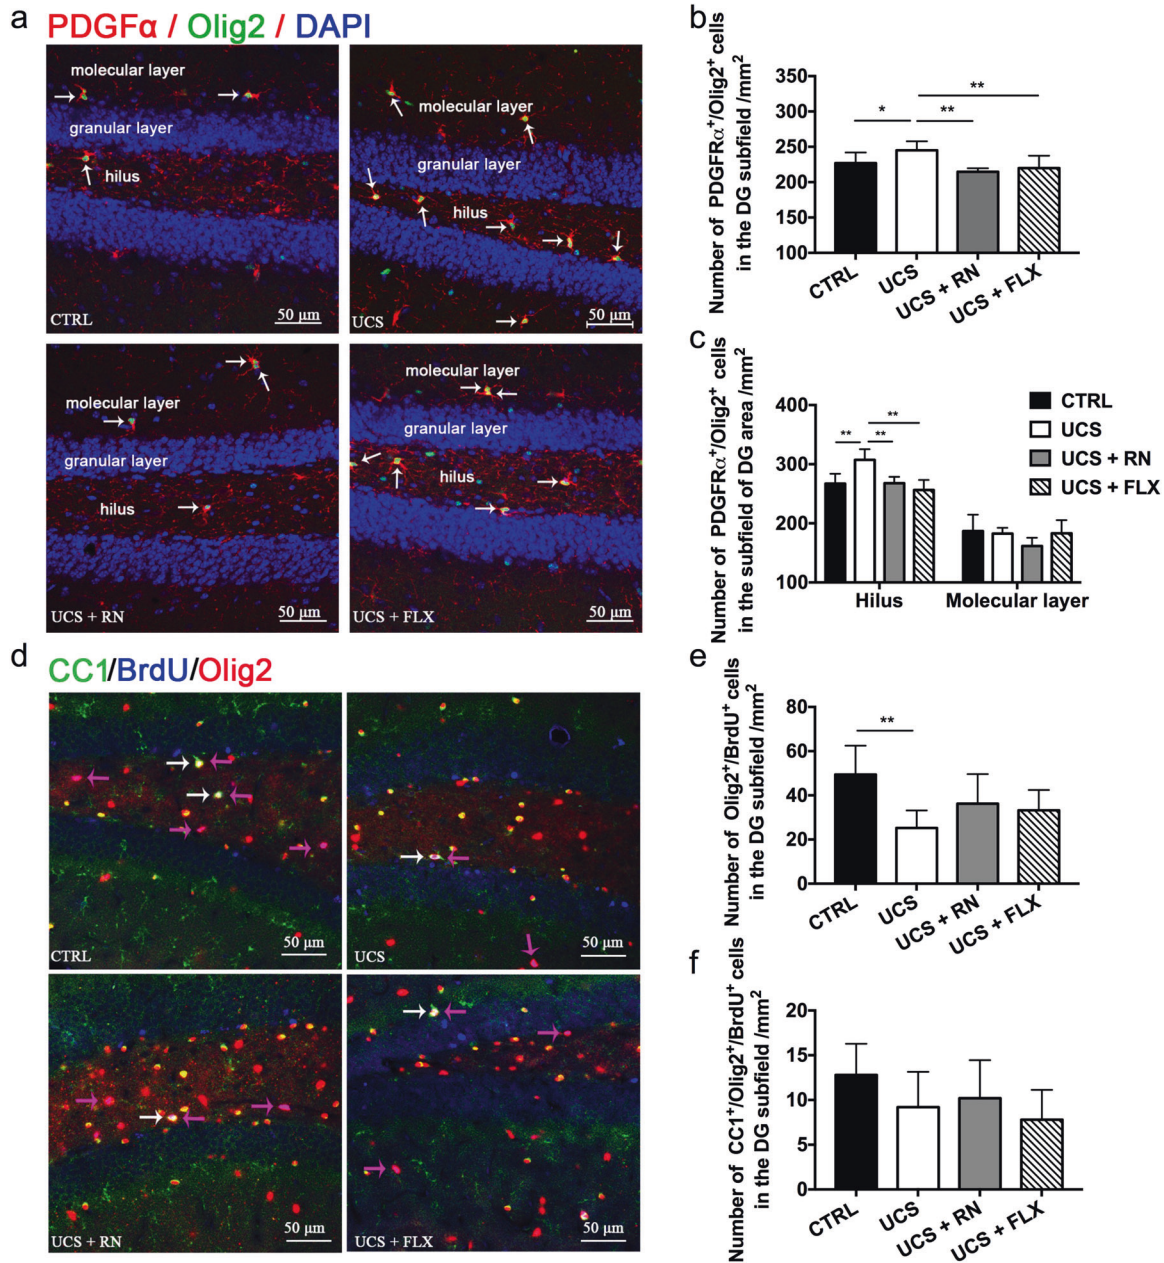 a
PDGFα / Olig2 / DAPI
molecular layer
granular layer
hilus
CTRL
50 μm
molecular layer
granular layer
hilus
UCS
50 μm
molecular layer
granular layer
hilus
UCS + RN
50 μm
molecular layer
granular layer
hilus
UCS + FLX
50 μm
b
Number of PDGFRα⁺/Olig2⁺ cells
in the DG subfield /mm²
350
300
250
200
150
100
*
**
**
CTRL
UCS
UCS + RN
UCS + FLX
c
Number of PDGFRα⁺/Olig2⁺ cells
in the subfield of DG area /mm²
400
300
200
100
**
**
**
Hilus
Molecular layer
CTRL
UCS
UCS + RN
UCS + FLX
d
CC1/BrdU/Olig2
CTRL
50 μm
UCS
50 μm
UCS + RN
50 μm
UCS + FLX
50 μm
e
Number of Olig2⁺/BrdU⁺ cells
in the DG subfield /mm²
80
60
40
20
0
**
CTRL
UCS
UCS + RN
UCS + FLX
f
Number of CC1⁺/Olig2⁺/BrdU⁺ cells
in the DG subfield /mm²
20
15
10
5
0
CTRL
UCS
UCS + RN
UCS + FLX